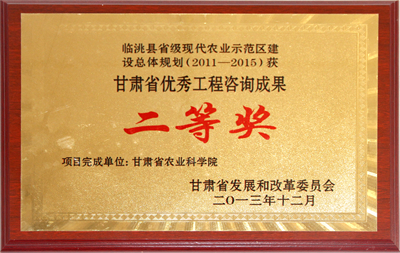 临洮县省级现代农业示范区建
设总体规划(2011—2015)获
甘肃省优秀工程咨询成果
二等奖
项目完成单位:甘肃省农业科学院
甘肃省发展和改革委员会
二〇一三年十二月